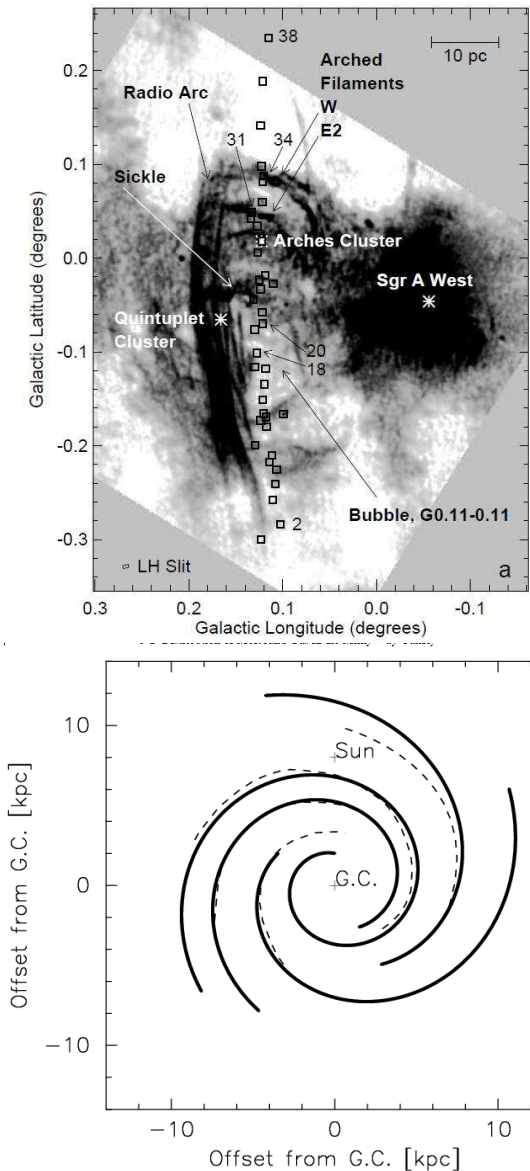 38
10 pc
0.2
Arched
Filaments
Radio Arc
W
E2
31
34
0.1
Sickle
Arches Cluster
0.0
Sgr A West
Quintuplet
Cluster
20
18
-0.1
-0.2
Bubble, G0.11-0.11
2
-0.3
LH Slit
a
0.3
0.2
0.1
0.0
-0.1
Galactic Latitude (degrees)
Galactic Longitude (degrees)
10
Sun
0
G.C.
−10
Offset from G.C. [kpc]
−10
0
10
Offset from G.C. [kpc]